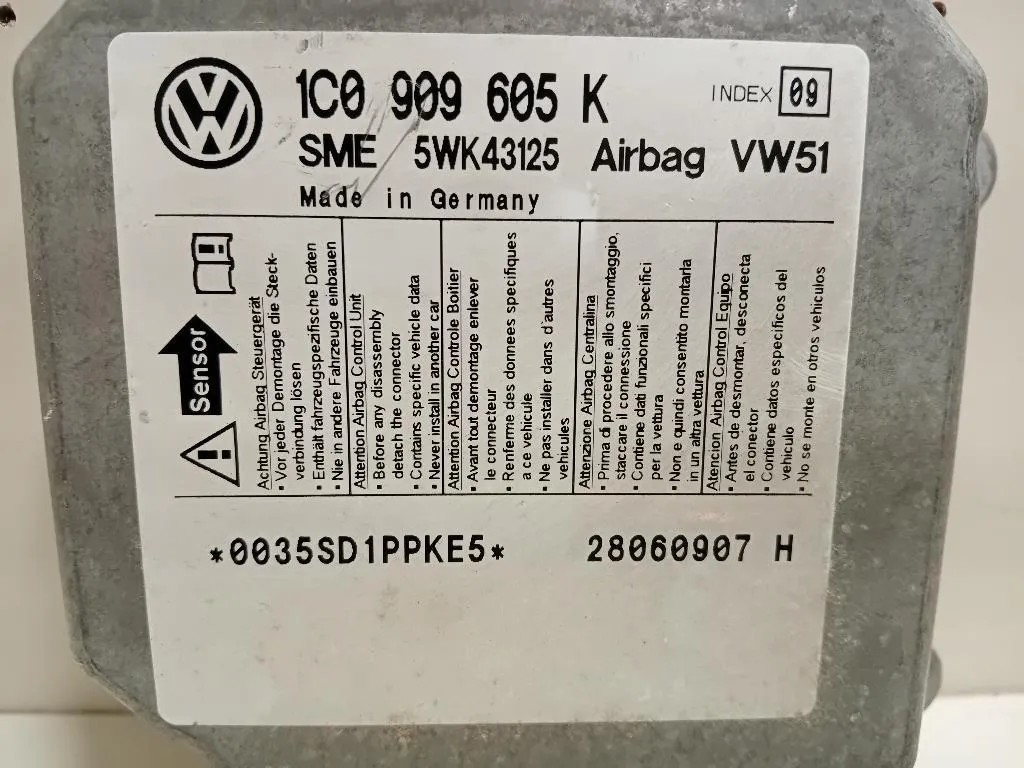 1C0 909 605 K
INDEX 09
SME 5WK43125 Airbag VW51
Made in Germany
Sensor
Achtung Airbag Steuergerät
▪ Vor jeder Demontage die Steck-
verbindung lösen
▪ Enthält fahrzeugspezifische Daten
▪ Nie in andere Fahrzeuge einbauen
Attention Airbag Control Unit
▪ Before any disassembly
detach the connector
▪ Contains specific vehicle data
▪ Never install in another car
Attention Airbag Controle Boitier
▪ Avant tout demontage enlever
le connecteur
▪ Renferme des donnees specifiques
a ce vehicule
▪ Ne pas installer dans d'autres
vehicules
Attenzione Airbag Centralina
▪ Prima di procedere allo smontaggio,
staccare il connessione
▪ Contiene dati funzionali specifici
per la vettura
▪ Non e quindi consentito montarla
in un altra vettura
Atencion Airbag Control Equipo
▪ Antes de desmontar, desconecta
el conector
▪ Contiene datos especificos del
vehiculo
▪ No se monte en otros vehiculos
*0035SD1PPKE5* 28060907 H